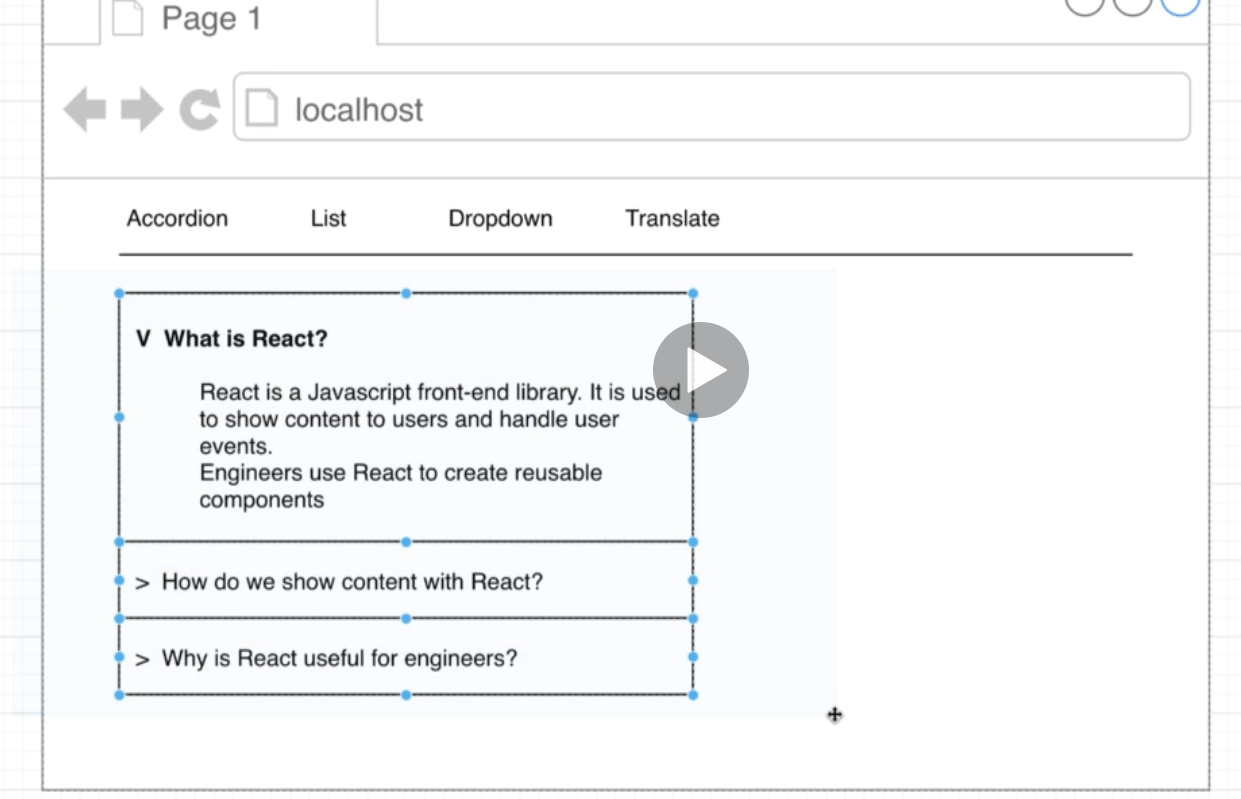 Page 1
localhost
Accordion List Dropdown Translate
V What is React?
React is a Javascript front-end library. It is used
to show content to users and handle user
events.
Engineers use React to create reusable
components
> How do we show content with React?
> Why is React useful for engineers?